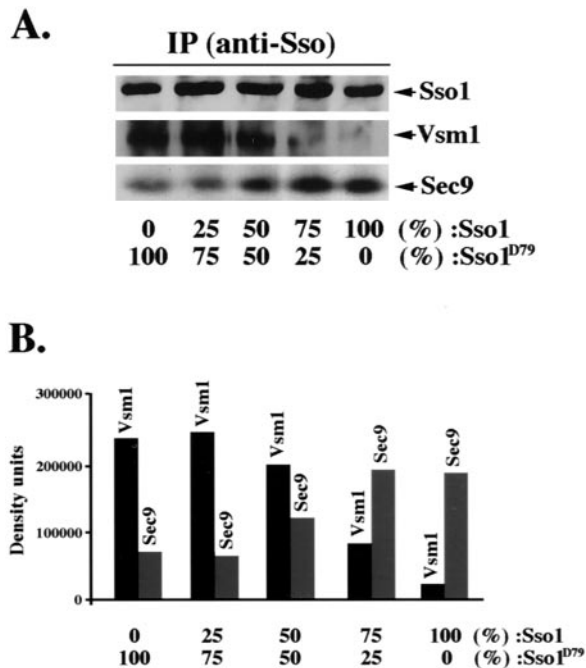 A.
IP (anti-Sso)
Sso1
Vsm1
Sec9
0 25 50 75 100 (%) :Sso1
100 75 50 25 0 (%) :Sso1D79
B.
Density units
300000
200000
100000
0
Vsm1 Sec9 Vsm1 Sec9 Vsm1 Sec9 Vsm1 Sec9 Vsm1 Sec9
0 25 50 75 100 (%) :Sso1
100 75 50 25 0 (%) :Sso1D79